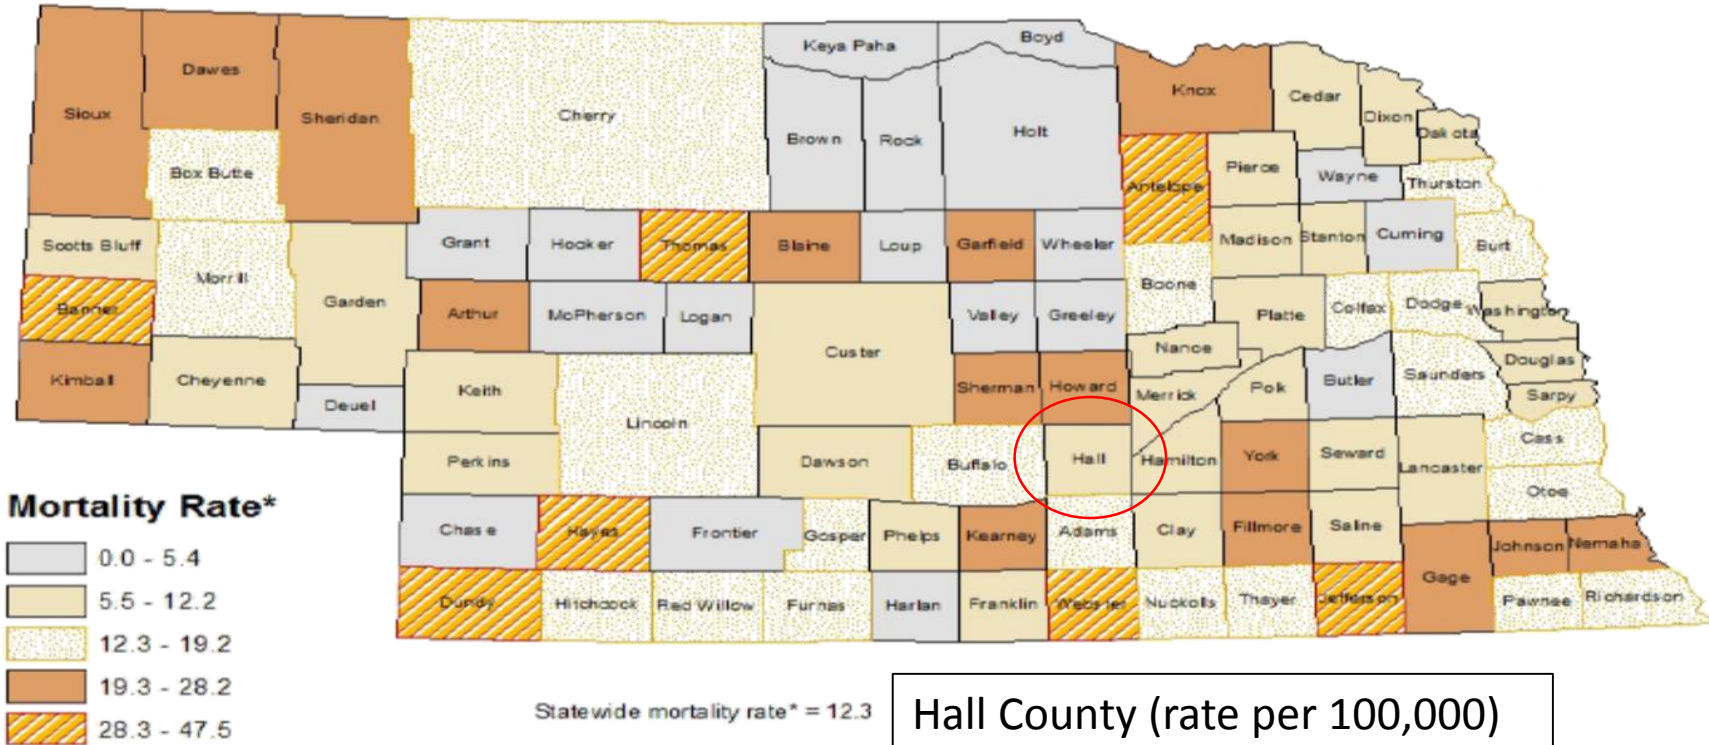 Keya Paha
Boyd
Dawes
Knox
Cedar
Sioux
Sheridan
Cherry
Dixon
Brown
Rock
Holt
Dakota
Box Butte
Antelope
Pierce
Wayne
Thurston
Scotts Bluff
Grant
Hooker
Thomas
Blaine
Loup
Garfield
Wheeler
Madison
Stanton
Cuming
Burt
Morrill
Garden
Boone
Banner
Arthur
McPherson
Logan
Valley
Greeley
Platte
Colfax
Dodge
Washington
Custer
Nance
Douglas
Kimball
Cheyenne
Keith
Sherman
Howard
Merrick
Polk
Butler
Saunders
Sarpy
Deuel
Lincoln
Cass
Perkins
Dawson
Buffalo
Hall
Hamilton
York
Seward
Lancaster
Otoe
Mortality Rate*
Chase
Hayes
Frontier
Gosper
Phelps
Kearney
Adams
Clay
Fillmore
Saline
Johnson
Nemaha
0.0 - 5.4
Gage
5.5 - 12.2
Dundy
Hitchcock
Red Willow
Furnas
Harlan
Franklin
Webster
Nuckolls
Thayer
Jefferson
Pawnee
Richardson
12.3 - 19.2
19.3 - 28.2
28.3 - 47.5
Statewide mortality rate* = 12.3
Hall County (rate per 100,000)